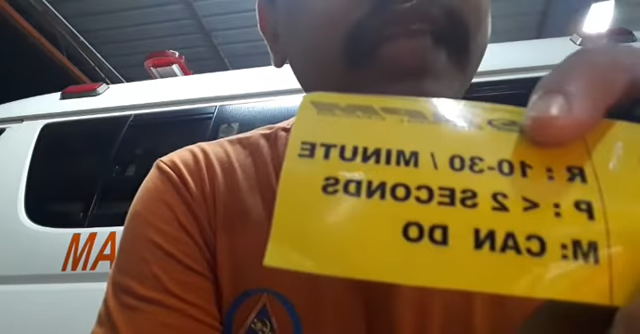 R : 10-30 / MINUTE
P : < 2 SECONDS
M: CAN DO
MA